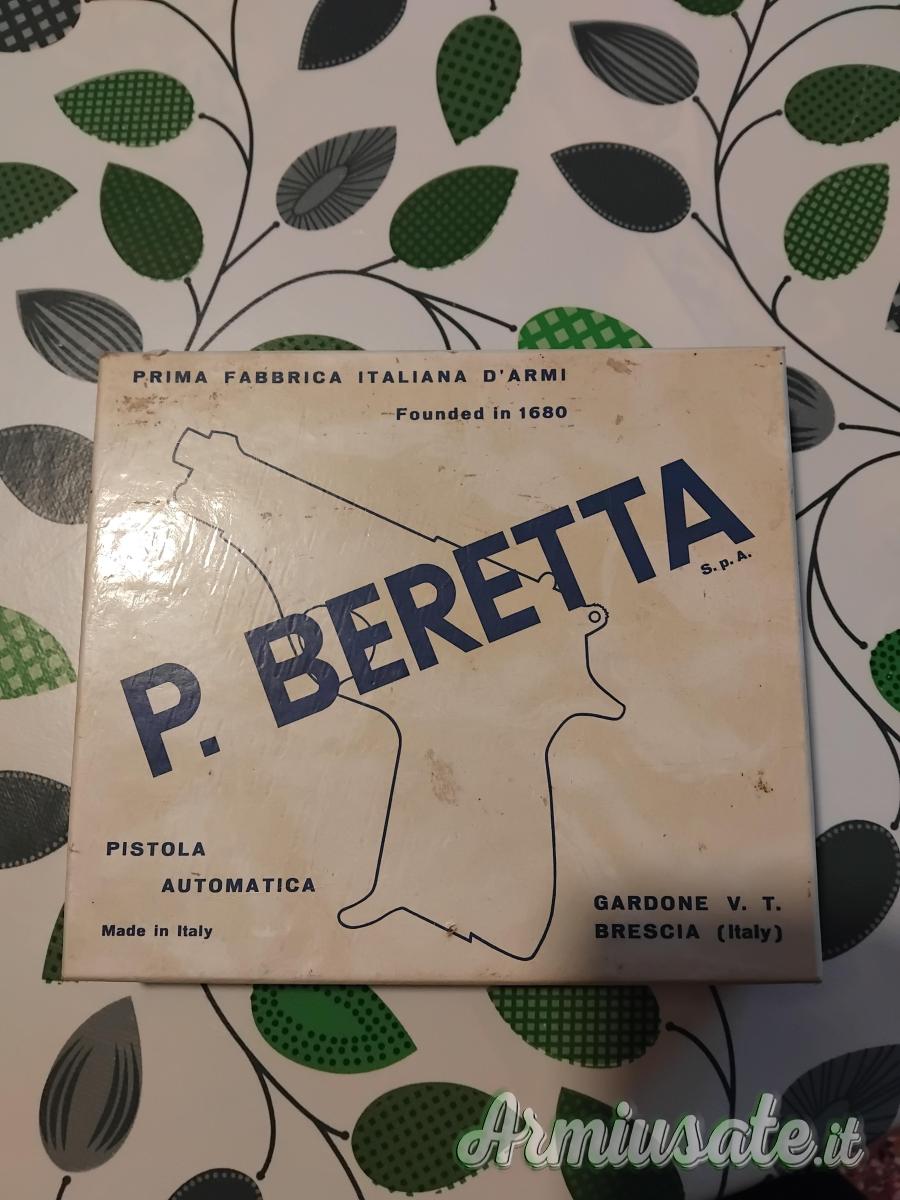 PRIMA FABBRICA ITALIANA D'ARMI
Founded in 1680
P. BERETTA
S.p.A.
PISTOLA
AUTOMATICA
Made in Italy
GARDONE V. T.
BRESCIA (Italy)
Armiusate.it